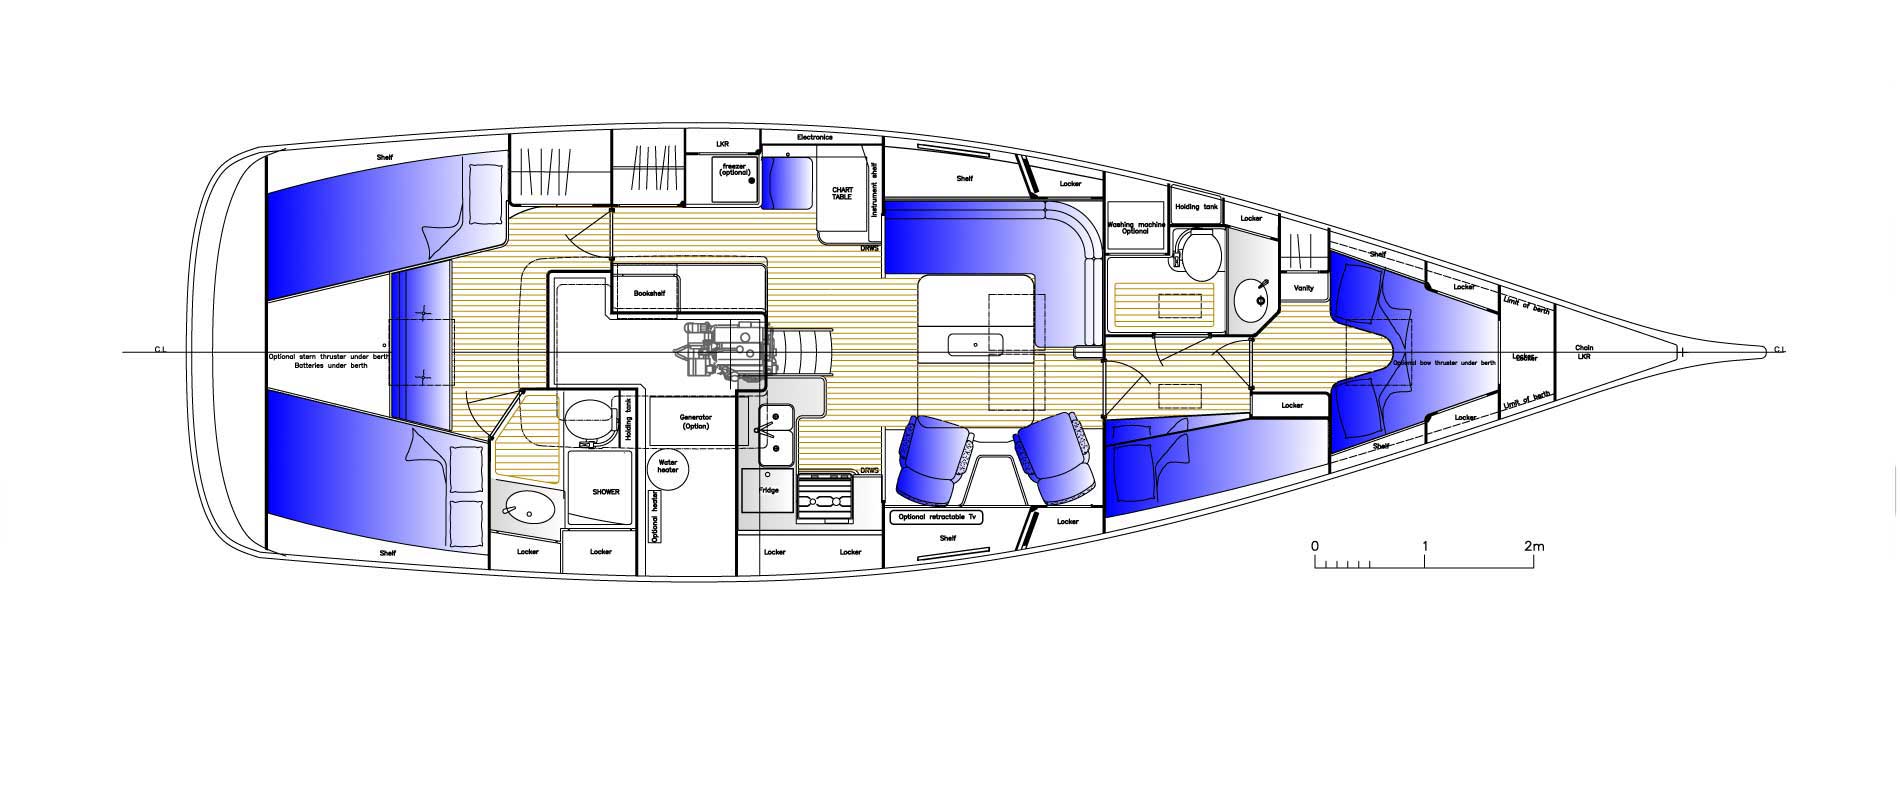 Electronics
LKR
Shelf
freezer
(optional)
CHART
TABLE
Instrument shelf
DRWS
Shelf
Locker
Holding tank
Washing machine
Optional
Locker
Shelf
Vanity
Locker
Limit of berth
Bookshelf
C.L
Optional stern thruster under berth
Batteries under berth
Optional bow thruster under berth
Locker
Chain
LKR
C.L
Limit of berth
Locker
Locker
Shelf
Holding tank
Generator
(Option)
Water
heater
SHOWER
Optional heater
Fridge
DRWS
Optional retractable Tv
Locker
Shelf
Shelf
Locker
Locker
Locker
Locker
0 1 2m